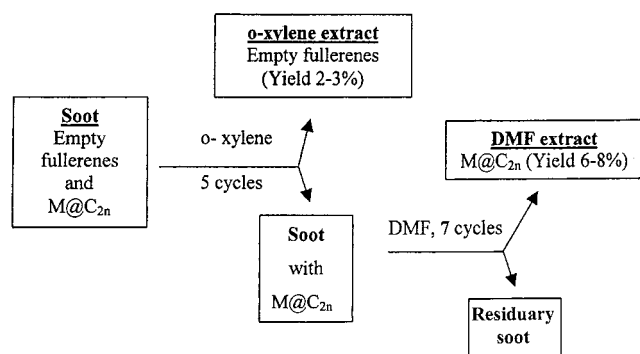 o-xylene extract
Empty fullerenes
(Yield 2-3%)
Soot
Empty
fullerenes
and
M@C₂ₙ
o- xylene
5 cycles
DMF extract
M@C₂ₙ (Yield 6-8%)
Soot
with
M@C₂ₙ
DMF, 7 cycles
Residuary
soot